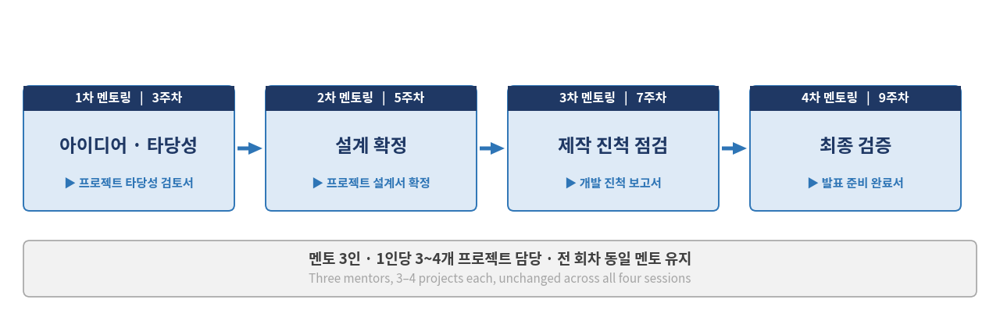 1차 멘토링 | 3주차
아이디어 · 타당성
▶ 프로젝트 타당성 검토서
2차 멘토링 | 5주차
설계 확정
▶ 프로젝트 설계서 확정
3차 멘토링 | 7주차
제작 진척 점검
▶ 개발 진척 보고서
4차 멘토링 | 9주차
최종 검증
▶ 발표 준비 완료서
멘토 3인 · 1인당 3~4개 프로젝트 담당 · 전 회차 동일 멘토 유지
Three mentors, 3–4 projects each, unchanged across all four sessions